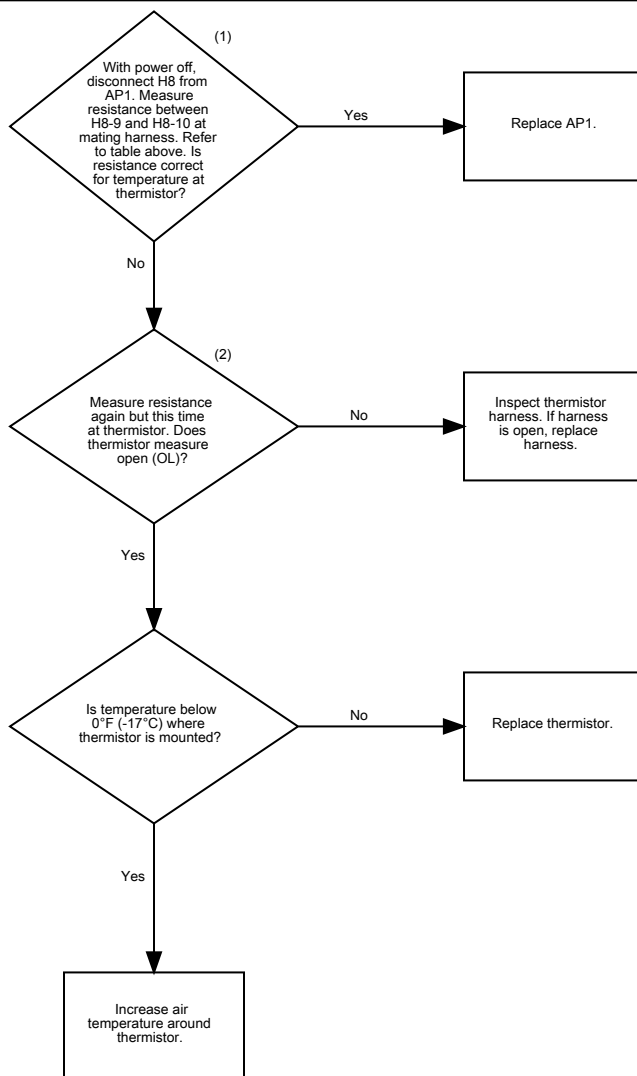 (1)
With power off,
disconnect H8 from
AP1. Measure
resistance between
H8-9 and H8-10 at
mating harness. Refer
to table above. Is
resistance correct
for temperature at
thermistor?
Yes
Replace AP1.
No
(2)
Measure resistance
again but this time
at thermistor. Does
thermistor measure
open (OL)?
No
Inspect thermistor
harness. If harness
is open, replace
harness.
Yes
Is temperature below
0°F (-17°C) where
thermistor is mounted?
No
Replace thermistor.
Yes
Increase air
temperature around
thermistor.